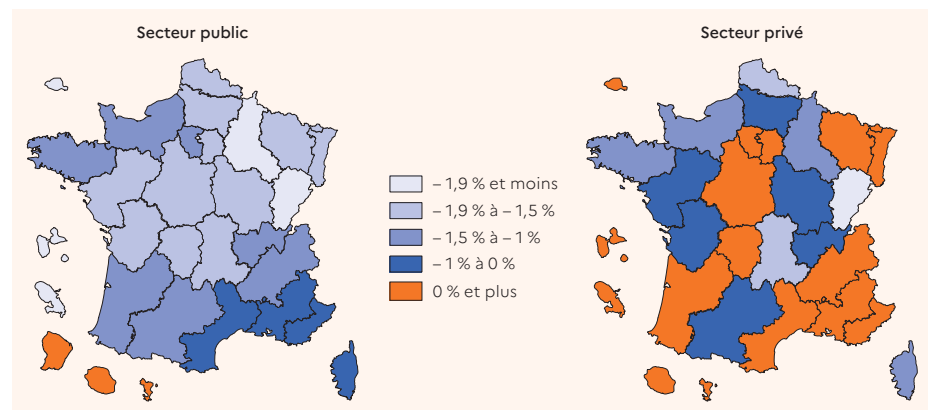 Secteur public
Secteur privé
– 1,9 % et moins
– 1,9 % à – 1,5 %
– 1,5 % à – 1 %
– 1 % à 0 %
0 % et plus